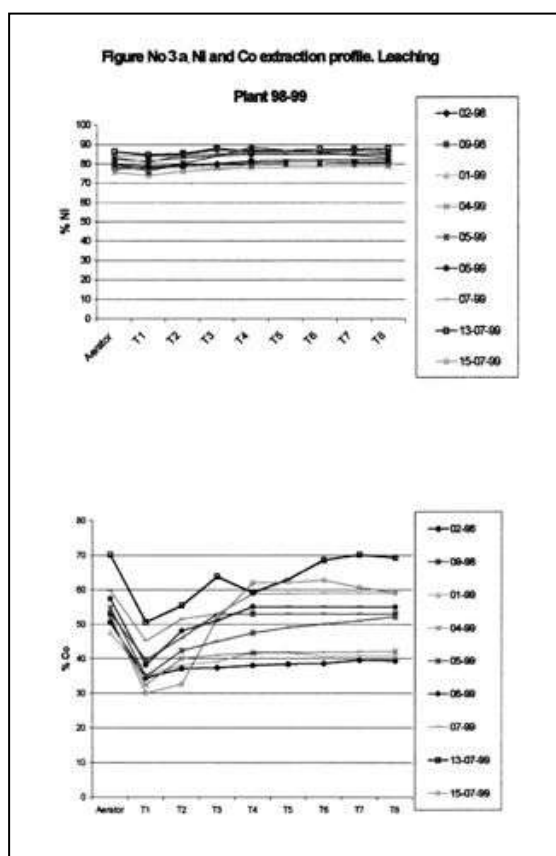 Figure No 3 a, Ni and Co extraction profile. Leaching
Plant 98-99
% Ni
100
90
80
70
60
50
40
30
20
10
0
Aerator
T1
T2
T3
T4
T5
T6
T7
T8
02-98
09-98
01-99
04-99
05-99
06-99
07-99
13-07-99
15-07-99
% Co
80
70
60
50
40
30
20
10
0
Aerator
T1
T2
T3
T4
T5
T6
T7
T8
02-98
09-98
01-99
04-99
05-99
06-99
07-99
13-07-99
15-07-99